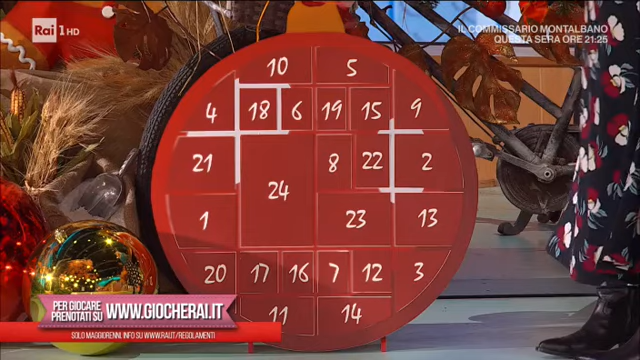 Rai 1 HD
IL COMMISSARIO MONTALBANO
QUESTA SERA ORE 21:25
10 5
4 18 6 19 15 9
21 24 8 22 2
1 23 13
20 17 16 7 12 3
11 14
PER GIOCARE
PRENOTATI SU WWW.GIOCHERAI.IT
SOLO MAGGIORENNI. INFO SU WWW.RAI.IT/REGOLAMENTI